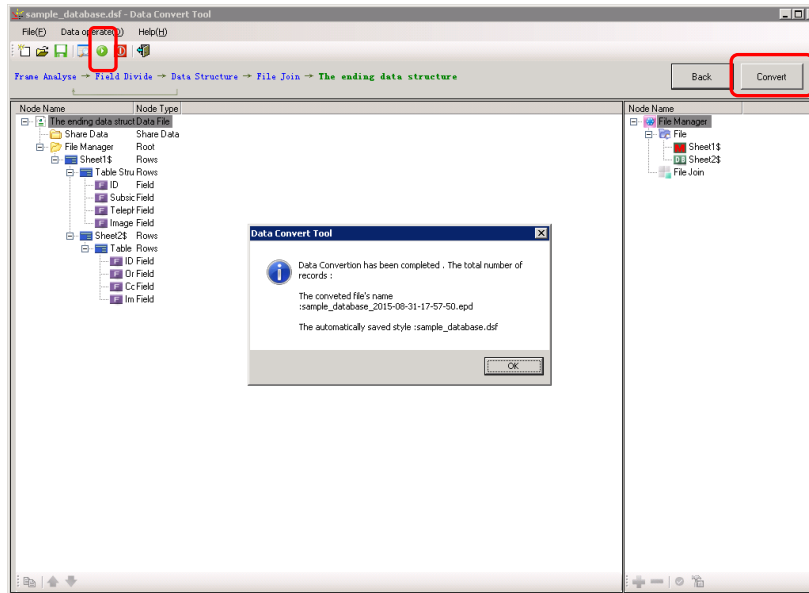 sample_database.dsf - Data Convert Tool
File(F) Data operate(O) Help(H)
Frame Analyse → Field Divide → Data Structure → File Join → The ending data structure
Back
Convert
Node Name Node Type
The ending data struct Data File
Share Data Share Data
File Manager Root
Sheet1$ Rows
Table Stru Rows
ID Field
Subsic Field
Teleph Field
Image Field
Sheet2$ Rows
Table Rows
ID Field
Or Field
Cc Field
Im Field
Data Convert Tool
Data Convertion has been completed . The total number of
records :
The conveted file's name
:sample_database_2015-08-31-17-57-50.epd
The automatically saved style :sample_database.dsf
OK
Node Name
File Manager
File
Sheet1$
DB Sheet2$
File Join